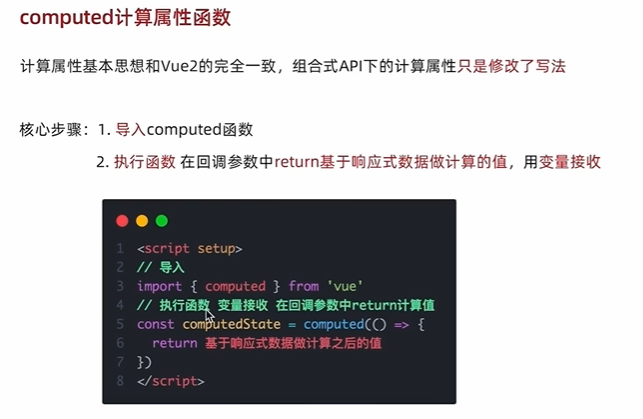 computed计算属性函数
计算属性基本思想和Vue2的完全一致，组合式API下的计算属性只是修改了写法
核心步骤：1. 导入computed函数
2. 执行函数 在回调参数中return基于响应式数据做计算的值，用变量接收
1 <script setup>
2 // 导入
3 import { computed } from 'vue'
4 // 执行函数 变量接收 在回调参数中return计算值
5 const computedState = computed(() => {
6 return 基于响应式数据做计算之后的值
7 })
8 </script>